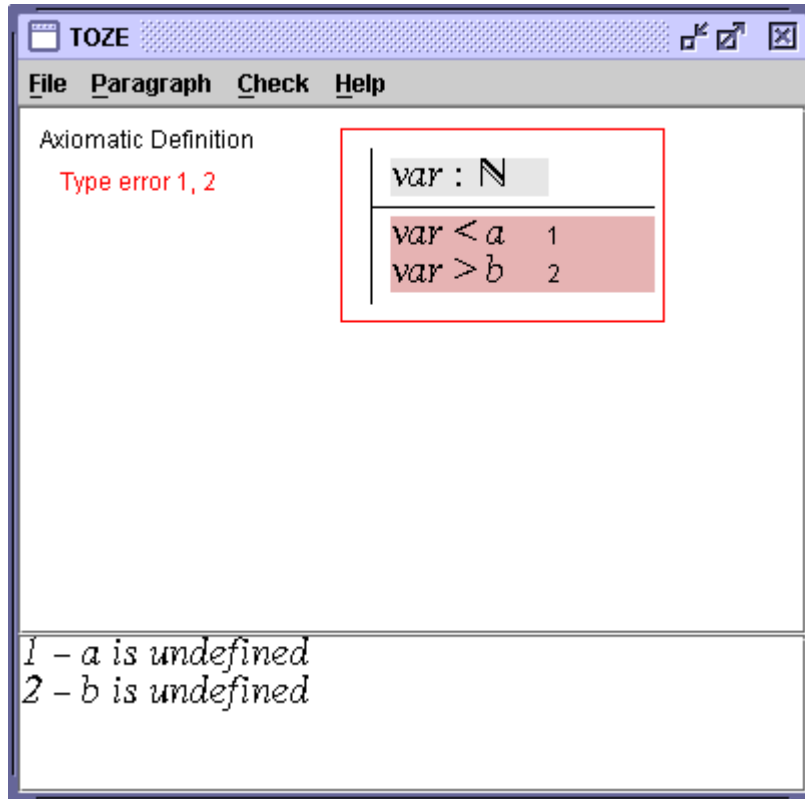 TOZE
File Paragraph Check Help
Axiomatic Definition
Type error 1, 2
var : ℕ
var < a 1
var > b 2
1 – a is undefined
2 – b is undefined